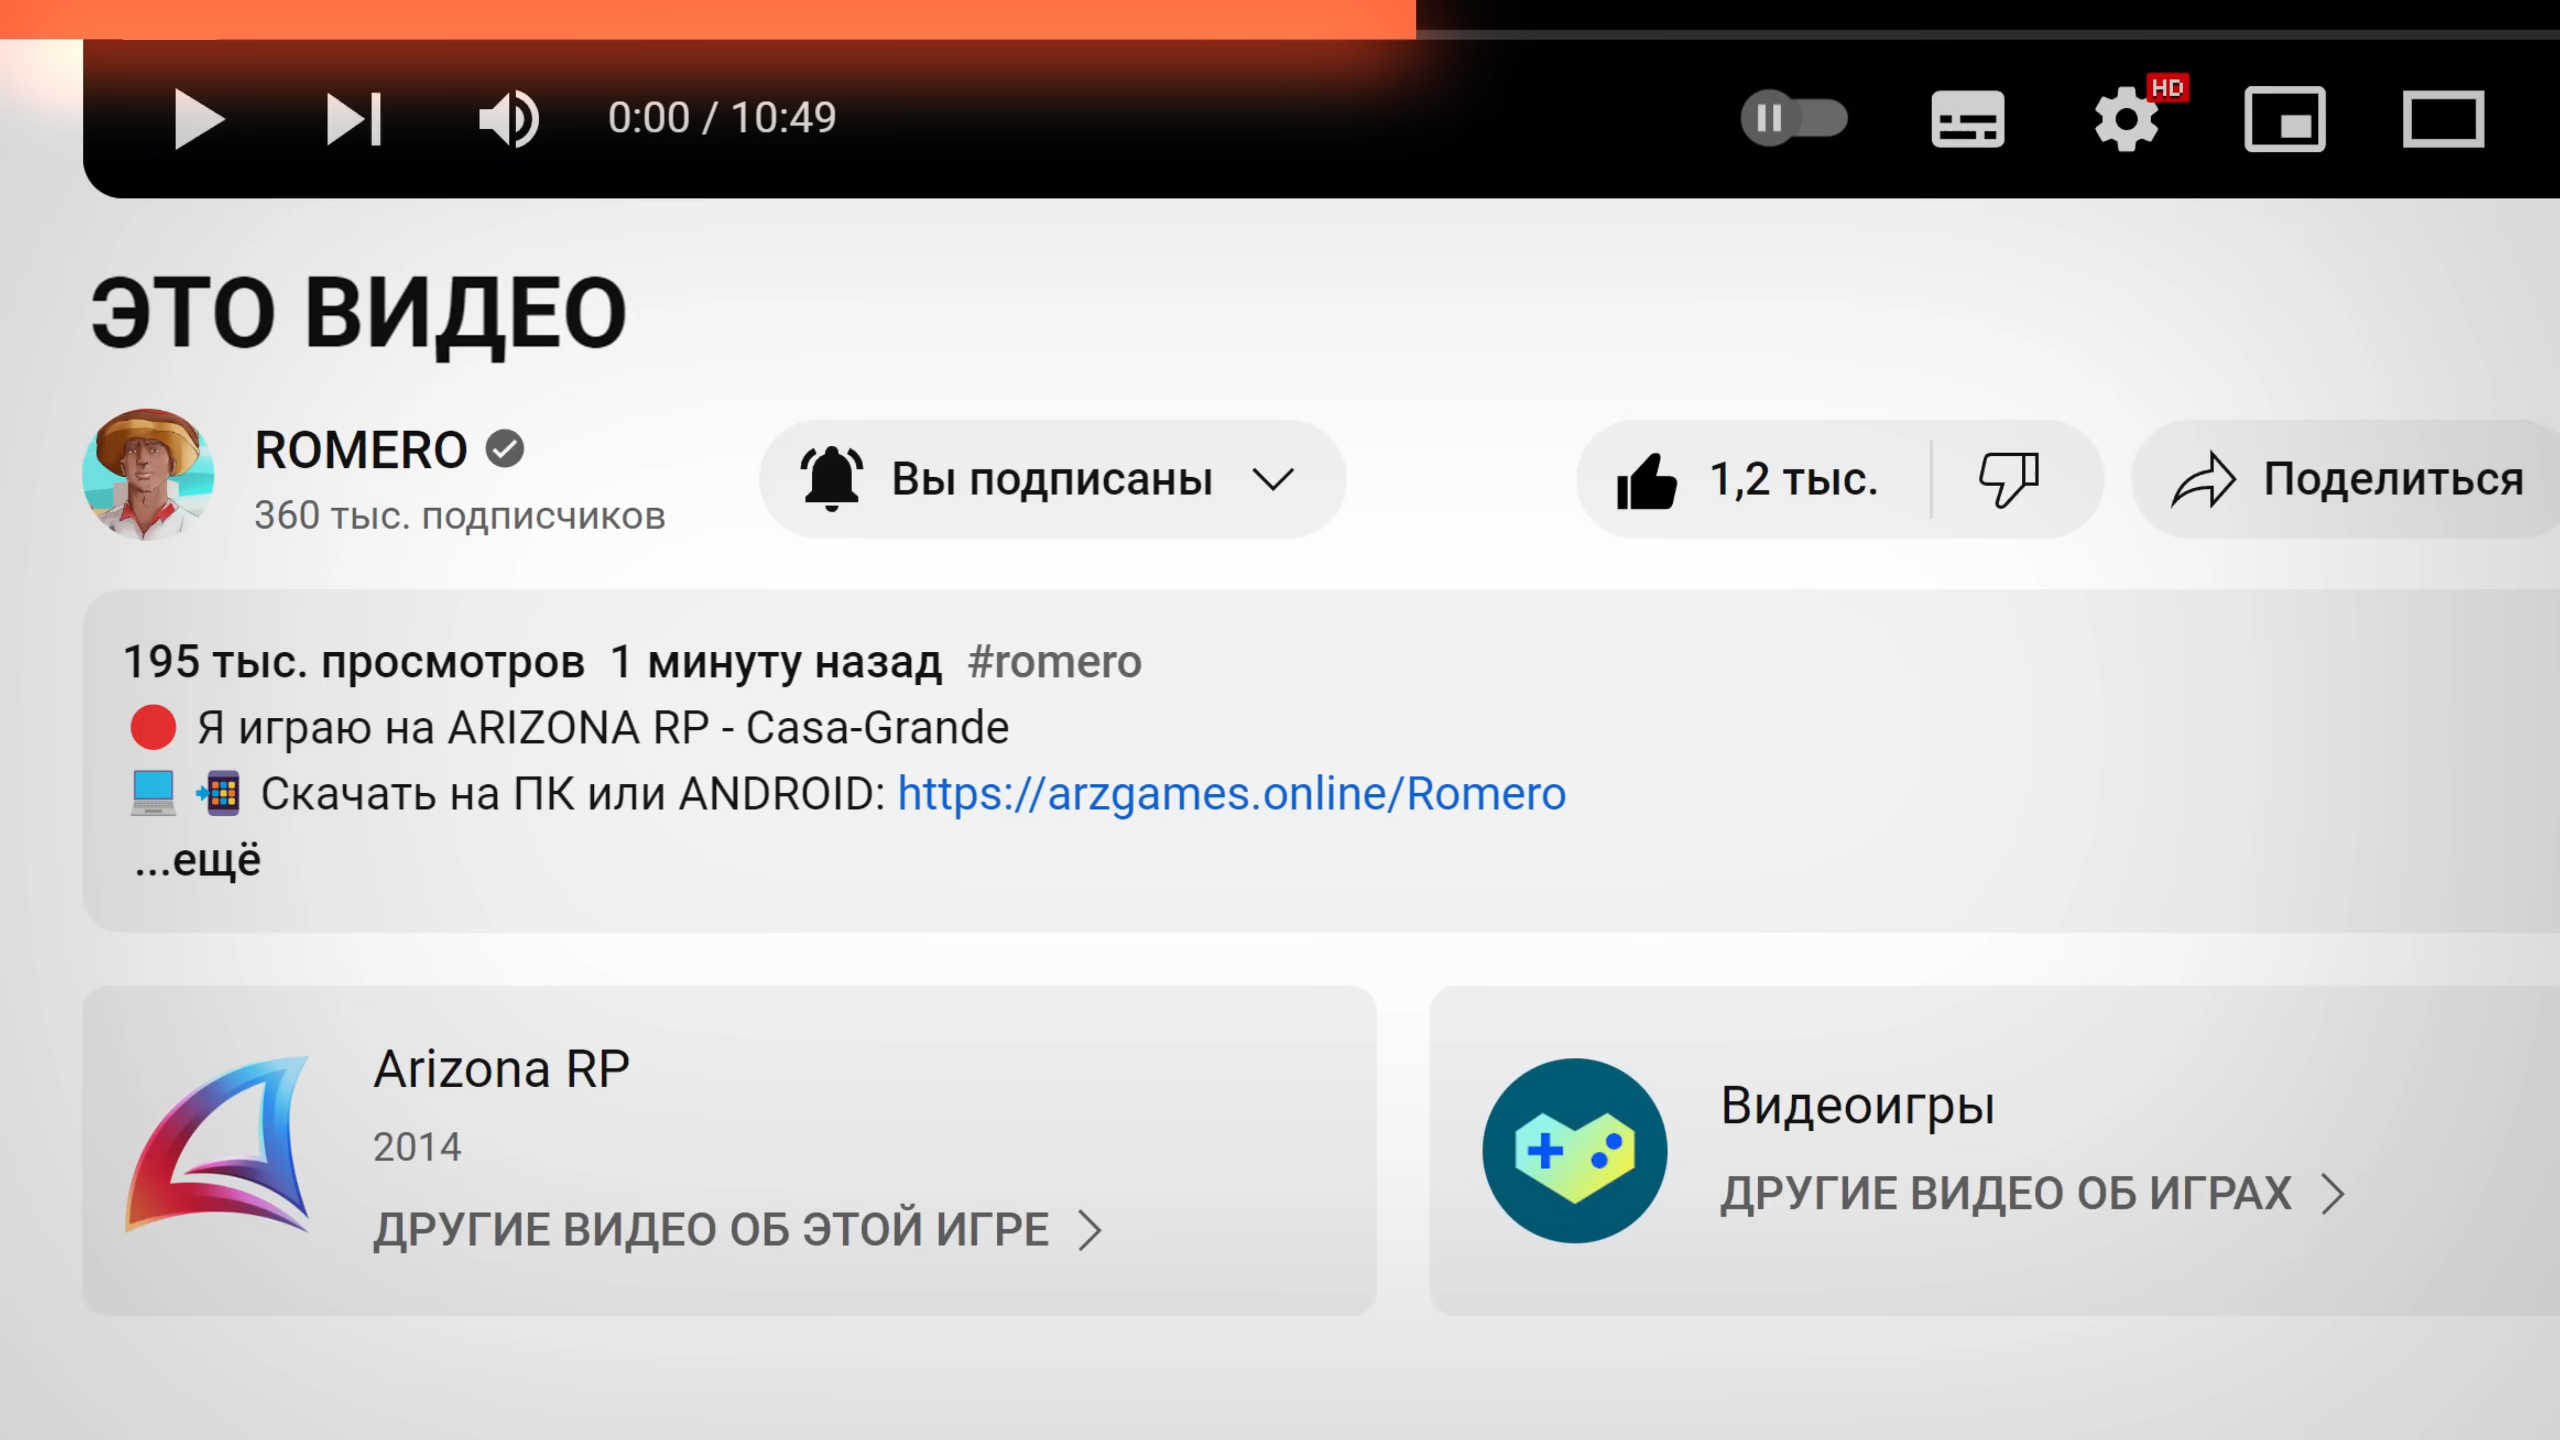 0:00 / 10:49
HD
ЭТО ВИДЕО
ROMERO
360 тыс. подписчиков
Вы подписаны
1,2 тыс.
Поделиться
195 тыс. просмотров 1 минуту назад #romero
Я играю на ARIZONA RP - Casa-Grande
Скачать на ПК или ANDROID: https://arzgames.online/Romero
...ещё
Arizona RP
2014
ДРУГИЕ ВИДЕО ОБ ЭТОЙ ИГРЕ
Видеоигры
ДРУГИЕ ВИДЕО ОБ ИГРАХ